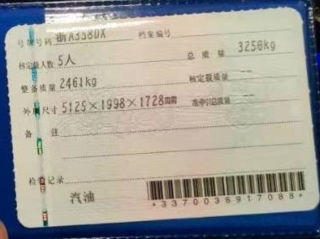 号牌号码 浙A358DX 档案编号
核定载人数 5人 总质量 3250kg
整备质量 2461kg 核定载质量
外廓尺寸 5125×1998×1728mm 准牵引总质量
备注
检验记录
汽油
*3370036917088*